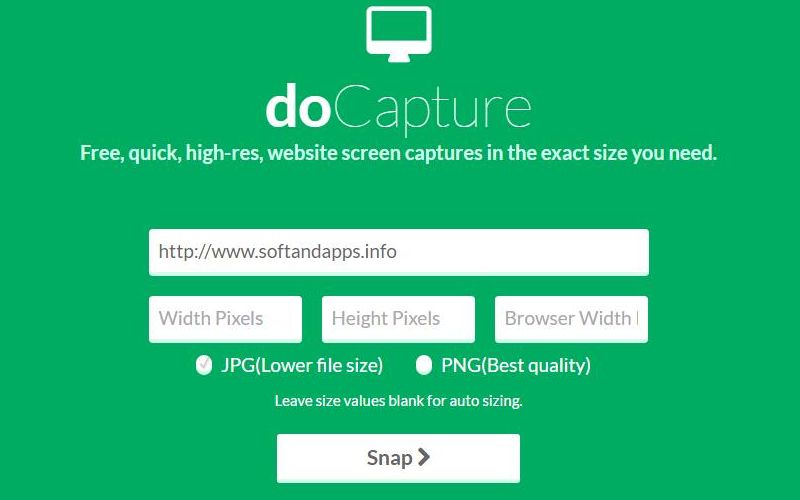 doCapture
Free, quick, high-res, website screen captures in the exact size you need.
http://www.softandapps.info
Width Pixels Height Pixels Browser Width
JPG(Lower file size) PNG(Best quality)
Leave size values blank for auto sizing.
Snap